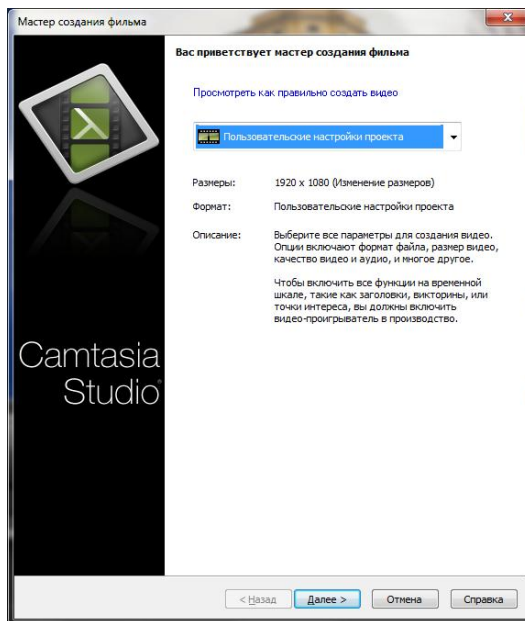 Мастер создания фильма
Вас приветствует мастер создания фильма
Просмотреть как правильно создать видео
Пользовательские настройки проекта
Размеры: 1920 x 1080 (Изменение размеров)
Формат: Пользовательские настройки проекта
Описание: Выберите все параметры для создания видео.
Опции включают формат файла, размер видео,
качество видео и аудио, и многое другое.
Чтобы включить все функции на временной
шкале, такие как заголовки, викторины, или
точки интереса, вы должны включить
видео-проигрыватель в производство.
Camtasia
Studio®
< Назад Далее > Отмена Справка